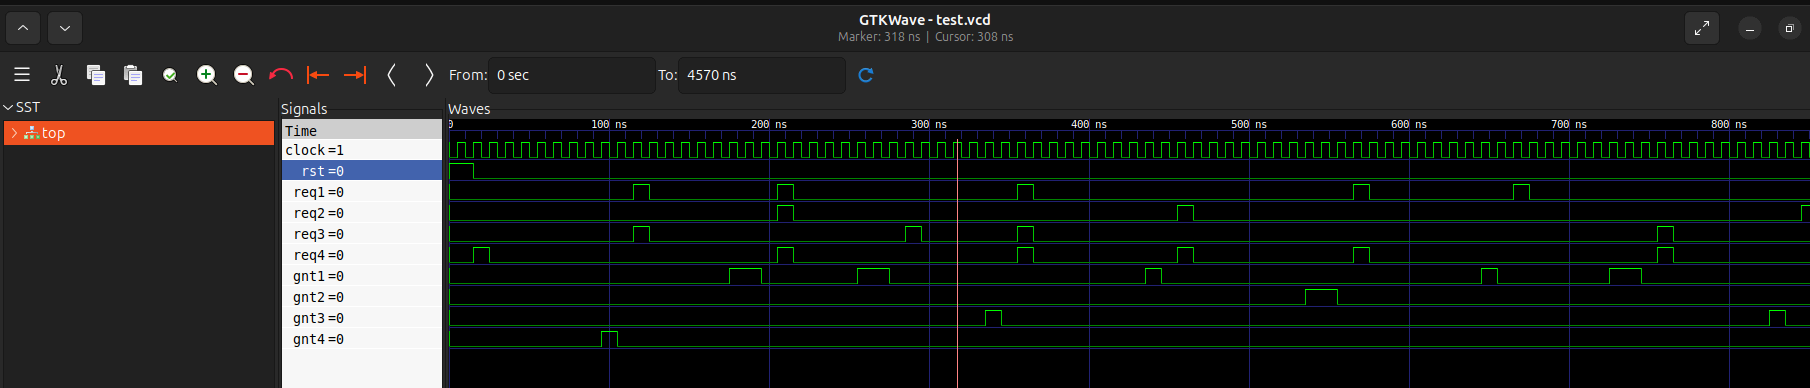 GTKWave - test.vcd
Marker: 318 ns | Cursor: 308 ns
From: 0 sec To: 4570 ns
SST
top
Signals
Time
clock =1
rst =0
req1 =0
req2 =0
req3 =0
req4 =0
gnt1 =0
gnt2 =0
gnt3 =0
gnt4 =0
Waves
0 100 ns 200 ns 300 ns 400 ns 500 ns 600 ns 700 ns 800 ns